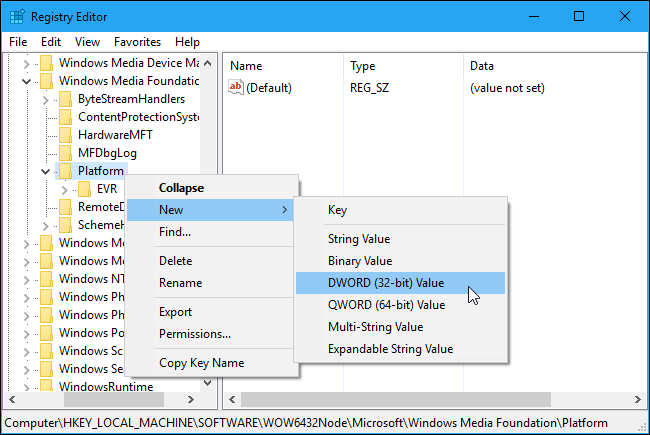 Registry Editor
File Edit View Favorites Help
Windows Media Device Ma
Windows Media Foundatio
ByteStreamHandlers
ContentProtectionSyste
HardwareMFT
MFDbgLog
Platform
EVR
RemoteD
SchemeH
Windows Me
Windows Me
Windows NT
Windows Ph
Windows Ph
Windows Po
Windows Sc
Windows Se
WindowsRuntime
Name Type Data
ab (Default) REG_SZ (value not set)
Collapse
New
Find...
Delete
Rename
Export
Permissions...
Copy Key Name
Key
String Value
Binary Value
DWORD (32-bit) Value
QWORD (64-bit) Value
Multi-String Value
Expandable String Value
Computer\HKEY_LOCAL_MACHINE\SOFTWARE\WOW6432Node\Microsoft\Windows Media Foundation\Platform